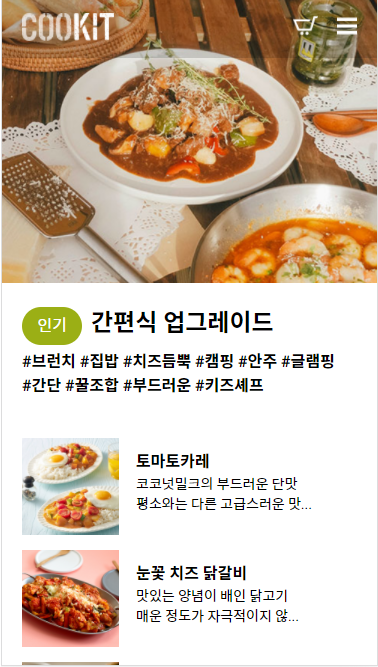 COOKIT
인기 간편식 업그레이드
#브런치 #집밥 #치즈듬뿍 #캠핑 #안주 #글램핑
#간단 #꿀조합 #부드러운 #키즈셰프
토마토카레
코코넛밀크의 부드러운 단맛
평소와는 다른 고급스러운 맛...
눈꽃 치즈 닭갈비
맛있는 양념이 배인 닭고기
매운 정도가 자극적이지 않...